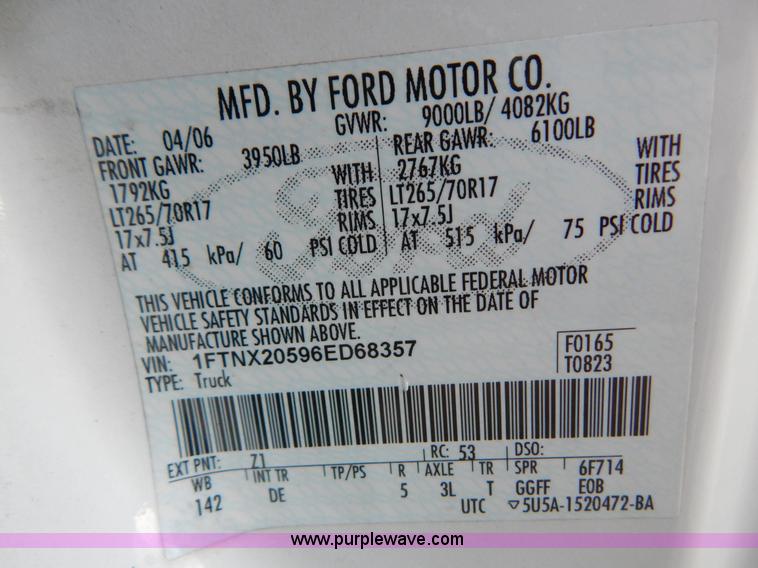 MFD. BY FORD MOTOR CO.
DATE: 04/06 GVWR: 9000LB/ 4082KG
FRONT GAWR: 3950LB REAR GAWR: 6100LB
1792KG WITH 2767KG WITH
LT265/70R17 TIRES LT265/70R17 TIRES
17x7.5J RIMS 17x7.5J RIMS
AT 415 kPa/ 60 PSI COLD AT 515 kPa/ 75 PSI COLD
Ford
THIS VEHICLE CONFORMS TO ALL APPLICABLE FEDERAL MOTOR
VEHICLE SAFETY STANDARDS IN EFFECT ON THE DATE OF
MANUFACTURE SHOWN ABOVE.
VIN: 1FTNX20596ED68357 F0165
TYPE: Truck T0823
EXT PNT: Z1 RC: 53 DSO:
WB INT TR TP/PS R AXLE TR SPR 6F714
142 DE 5 3L T GGFF EOB
UTC ▽5U5A-1520472-BA
www.purplewave.com